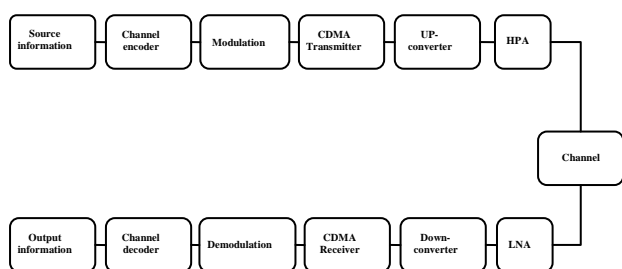 Source
information
Channel
encoder
Modulation
CDMA
Transmitter
UP-
converter
HPA
Channel
Output
information
Channel
decoder
Demodulation
CDMA
Receiver
Down-
converter
LNA